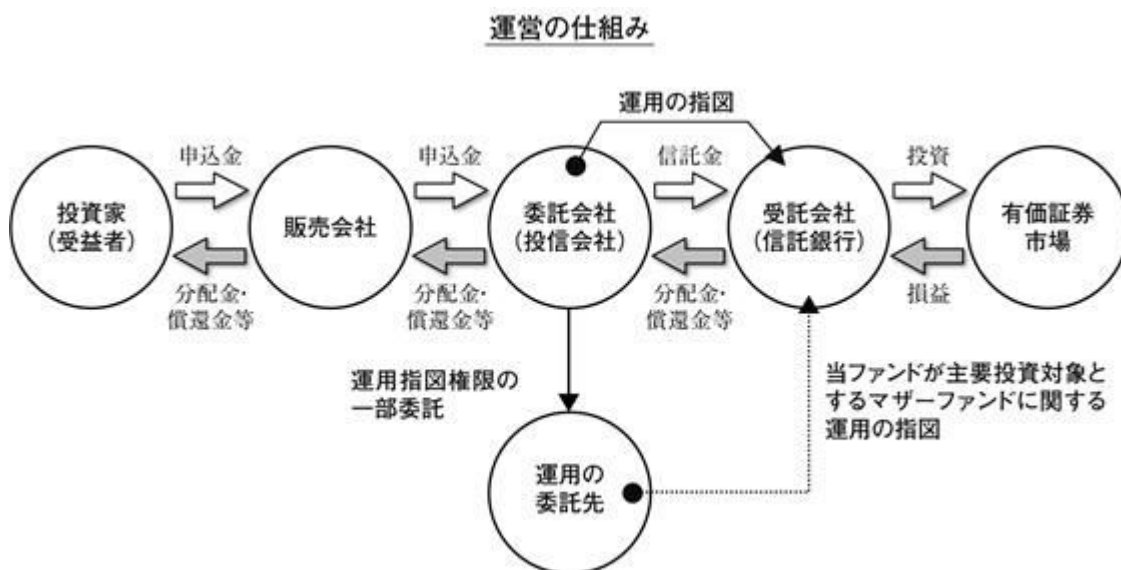 運営の仕組み
運用の指図
申込金
申込金
信託金
投資
投資家
(受益者)
販売会社
委託会社
(投信会社)
受託会社
(信託銀行)
有価証券
市場
分配金・
償還金等
分配金・
償還金等
分配金・
償還金等
損益
運用指図権限の
一部委託
当ファンドが主要投資対象と
するマザーファンドに関する
運用の指図
運用の
委託先